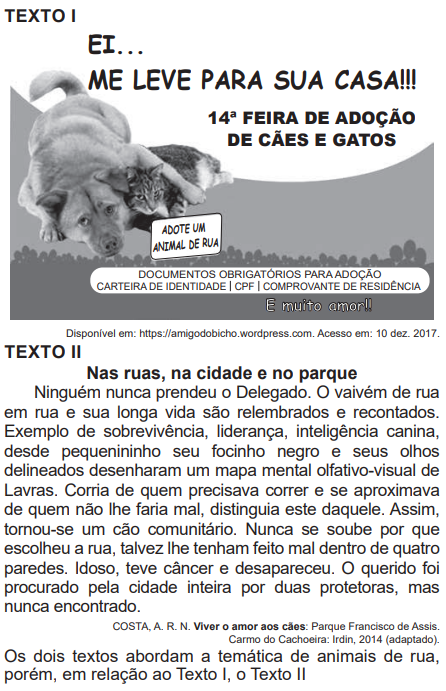 TEXTO I
EI...
ME LEVE PARA SUA CASA!!!
14ª FEIRA DE ADOÇÃO
DE CÃES E GATOS
ADOTE UM
ANIMAL DE RUA
DOCUMENTOS OBRIGATÓRIOS PARA ADOÇÃO
CARTEIRA DE IDENTIDADE | CPF | COMPROVANTE DE RESIDÊNCIA
E muito amor!!
Disponível em: https://amigodobicho.wordpress.com. Acesso em: 10 dez. 2017.
TEXTO II
Nas ruas, na cidade e no parque
Ninguém nunca prendeu o Delegado. O vaivém de rua
em rua e sua longa vida são relembrados e recontados.
Exemplo de sobrevivência, liderança, inteligência canina,
desde pequenininho seu focinho negro e seus olhos
delineados desenharam um mapa mental olfativo-visual de
Lavras. Corria de quem precisava correr e se aproximava
de quem não lhe faria mal, distinguia este daquele. Assim,
tornou-se um cão comunitário. Nunca se soube por que
escolheu a rua, talvez lhe tenham feito mal dentro de quatro
paredes. Idoso, teve câncer e desapareceu. O querido foi
procurado pela cidade inteira por duas protetoras, mas
nunca encontrado.
COSTA, A. R. N. Viver o amor aos cães: Parque Francisco de Assis.
Carmo do Cachoeira: Irdin, 2014 (adaptado).
Os dois textos abordam a temática de animais de rua,
porém, em relação ao Texto I, o Texto II